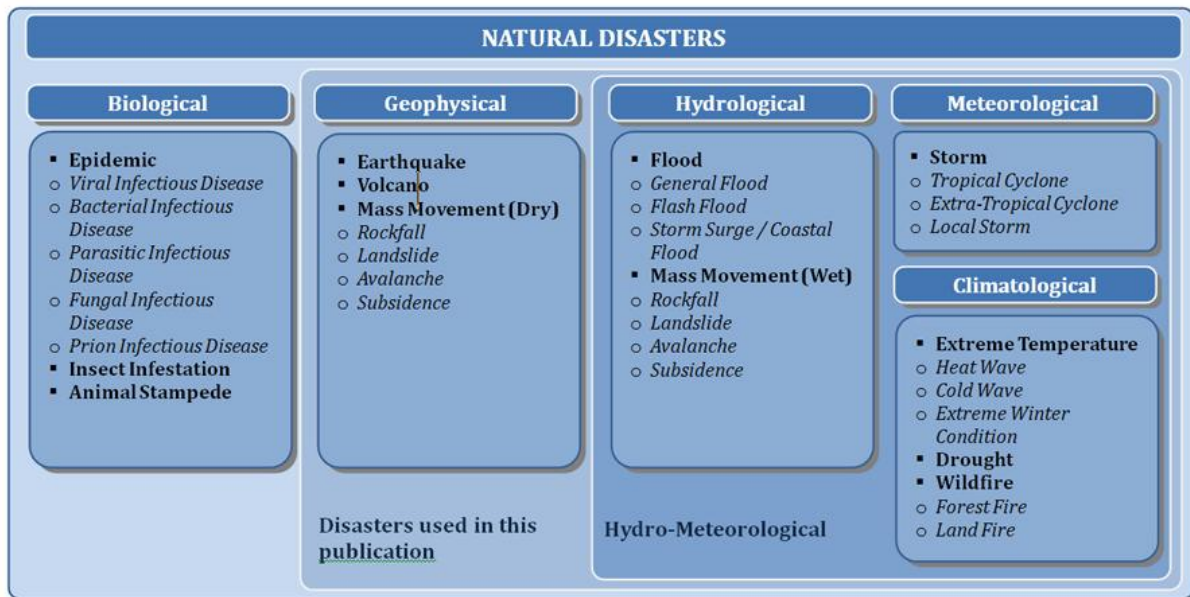 NATURAL DISASTERS
Biological
▪ Epidemic
o Viral Infectious Disease
o Bacterial Infectious
Disease
o Parasitic Infectious
Disease
o Fungal Infectious
Disease
o Prion Infectious Disease
▪ Insect Infestation
▪ Animal Stampede
Geophysical
▪ Earthquake
▪ Volcano
▪ Mass Movement (Dry)
o Rockfall
o Landslide
o Avalanche
o Subsidence
Hydrological
▪ Flood
o General Flood
o Flash Flood
o Storm Surge / Coastal
Flood
▪ Mass Movement (Wet)
o Rockfall
o Landslide
o Avalanche
o Subsidence
Meteorological
▪ Storm
o Tropical Cyclone
o Extra-Tropical Cyclone
o Local Storm
Climatological
▪ Extreme Temperature
o Heat Wave
o Cold Wave
o Extreme Winter
Condition
▪ Drought
▪ Wildfire
o Forest Fire
o Land Fire
Disasters used in this
publication
Hydro-Meteorological